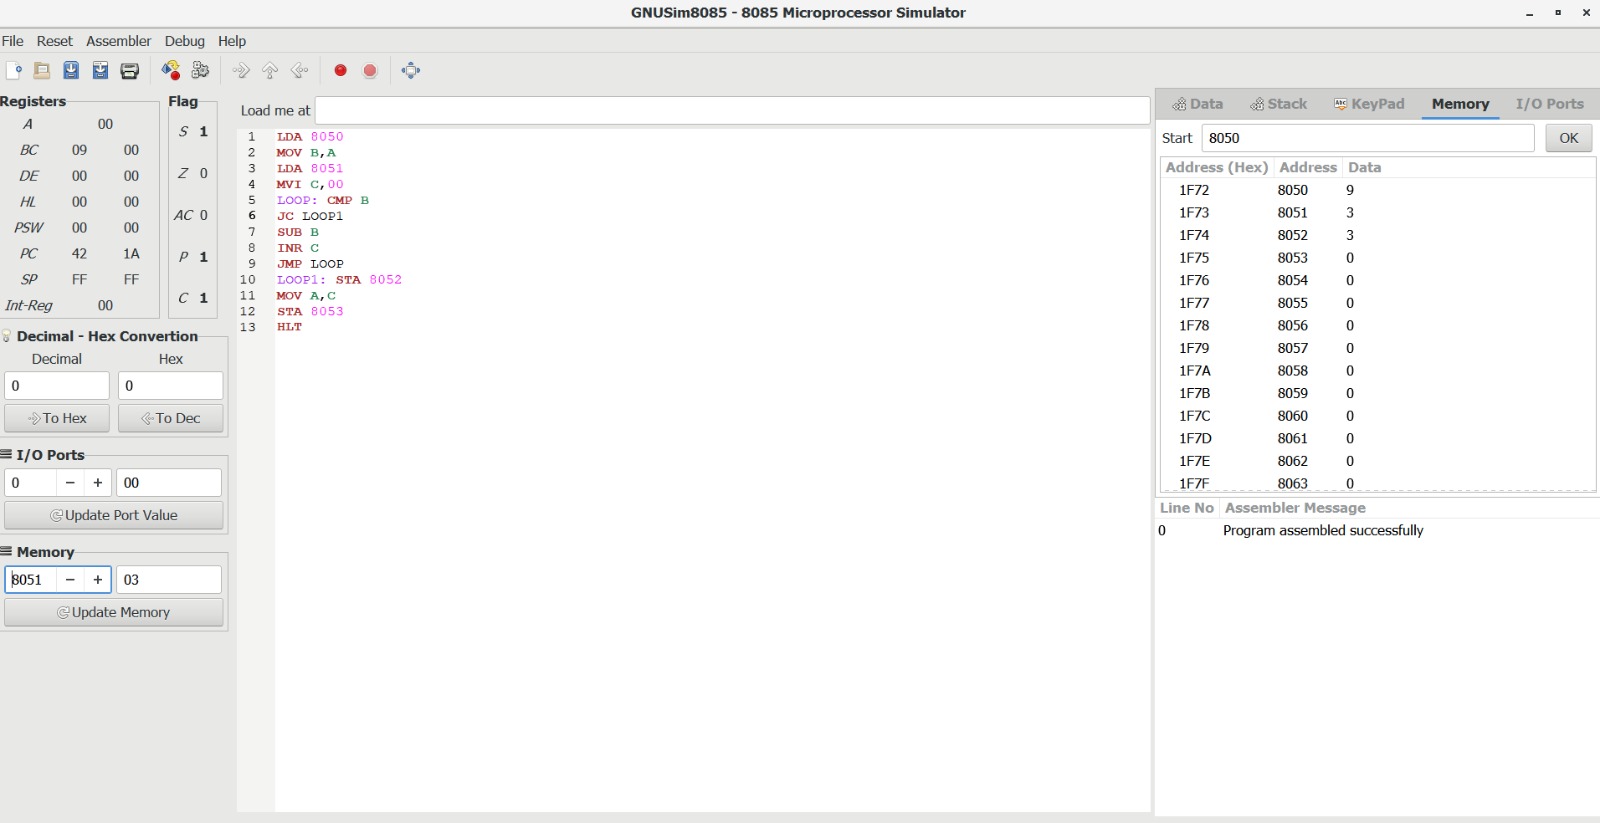 GNUSim8085 - 8085 Microprocessor Simulator
File Reset Assembler Debug Help
Registers
A 00
BC 09 00
DE 00 00
HL 00 00
PSW 00 00
PC 42 1A
SP FF FF
Int-Reg 00
Flag
S 1
Z 0
AC 0
P 1
C 1
Decimal - Hex Convertion
Decimal Hex
0 0
To Hex To Dec
I/O Ports
0 − + 00
Update Port Value
Memory
8051 − + 03
Update Memory
Load me at
1 LDA 8050
2 MOV B,A
3 LDA 8051
4 MVI C,00
5 LOOP: CMP B
6 JC LOOP1
7 SUB B
8 INR C
9 JMP LOOP
10 LOOP1: STA 8052
11 MOV A,C
12 STA 8053
13 HLT
Data Stack Abc KeyPad Memory I/O Ports
Start 8050 OK
Address (Hex) Address Data
1F72 8050 9
1F73 8051 3
1F74 8052 3
1F75 8053 0
1F76 8054 0
1F77 8055 0
1F78 8056 0
1F79 8057 0
1F7A 8058 0
1F7B 8059 0
1F7C 8060 0
1F7D 8061 0
1F7E 8062 0
1F7F 8063 0
Line No Assembler Message
0 Program assembled successfully